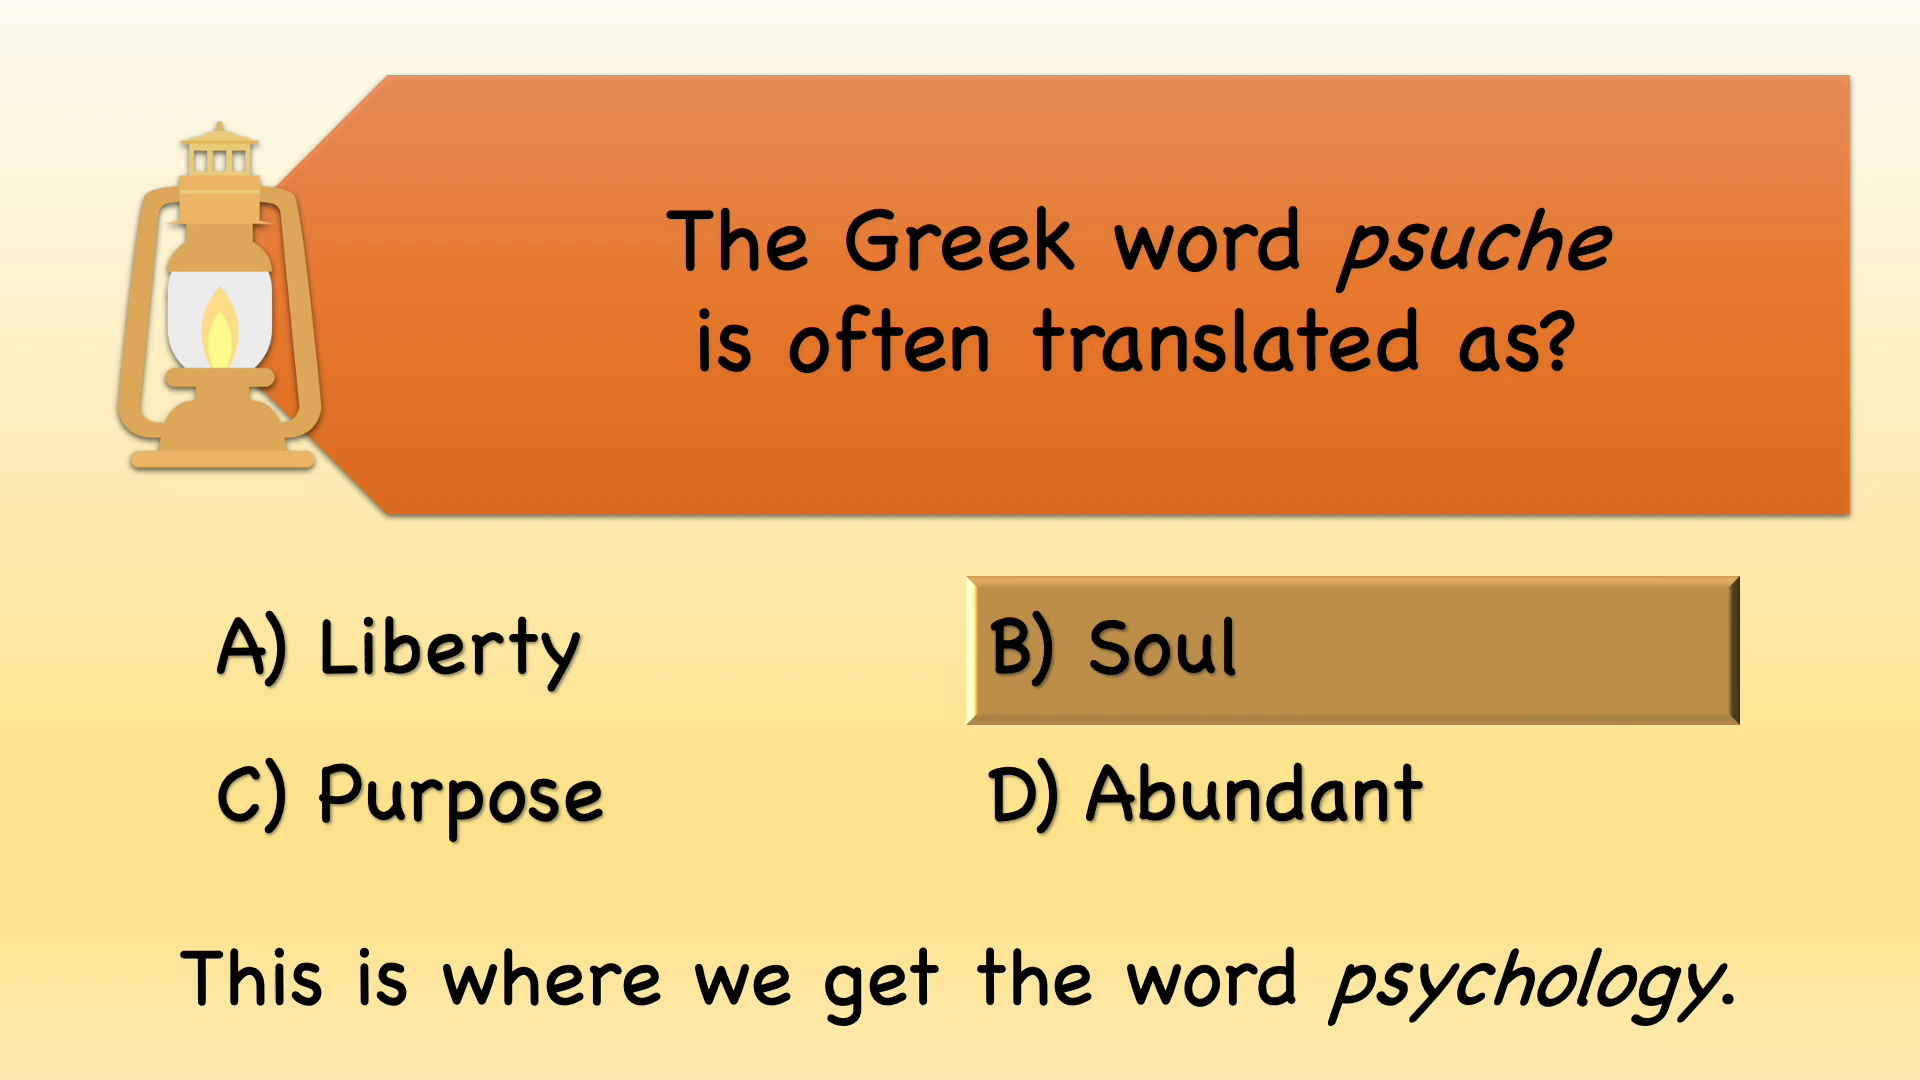 The Greek word psuche
is often translated as?
A) Liberty
B) Soul
C) Purpose
D) Abundant
This is where we get the word psychology.